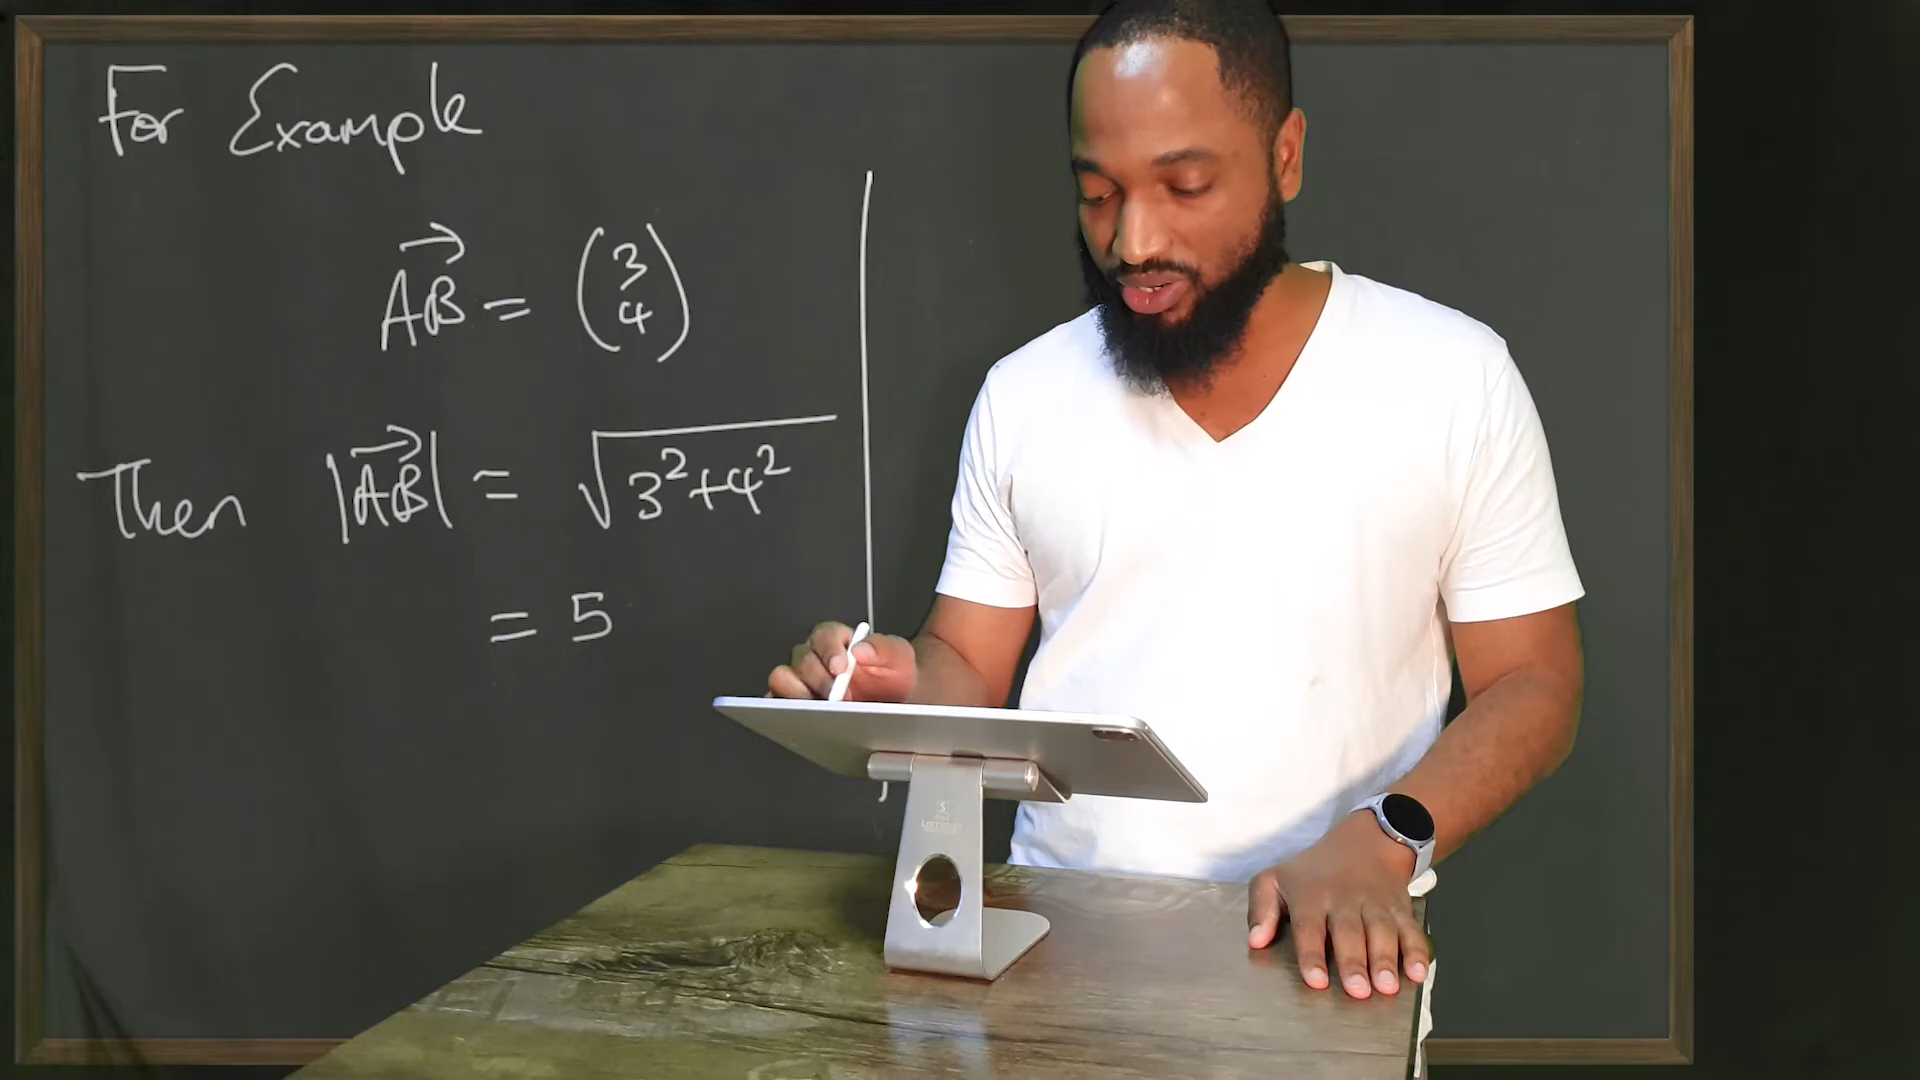 For Example
AB = (3
4)
Then |AB| = √3²+4²
= 5